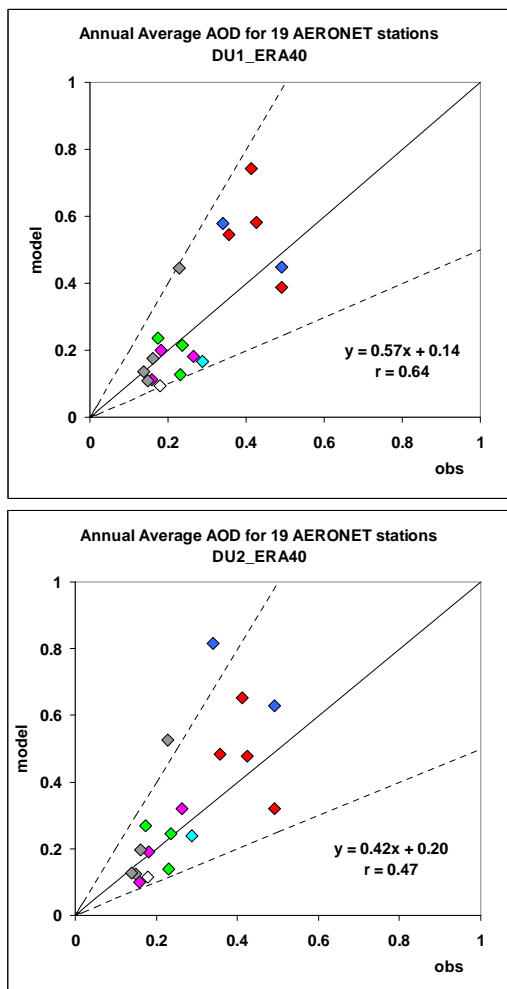 Annual Average AOD for 19 AERONET stations
DU1_ERA40
1
0.8
0.6
0.4
0.2
0
model
y = 0.57x + 0.14
r = 0.64
0 0.2 0.4 0.6 0.8 1
obs
Annual Average AOD for 19 AERONET stations
DU2_ERA40
1
0.8
0.6
0.4
0.2
0
model
y = 0.42x + 0.20
r = 0.47
0 0.2 0.4 0.6 0.8 1
obs